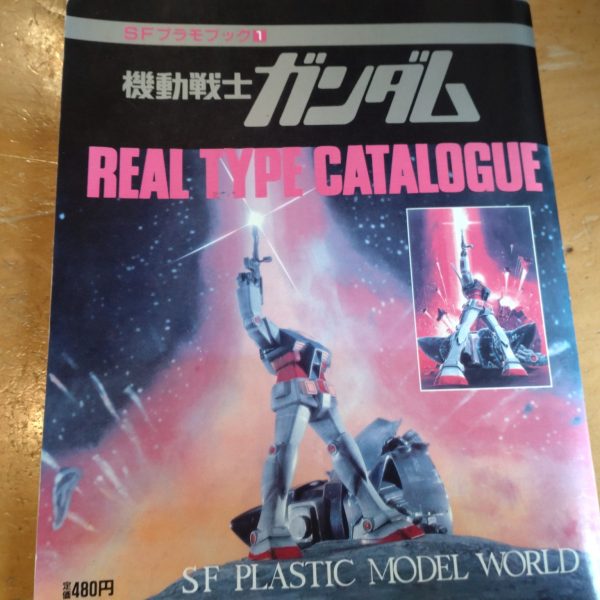 SFプラモブック1
機動戦士ガンダム
REAL TYPE CATALOGUE
SF PLASTIC MODEL WORLD
定価480円